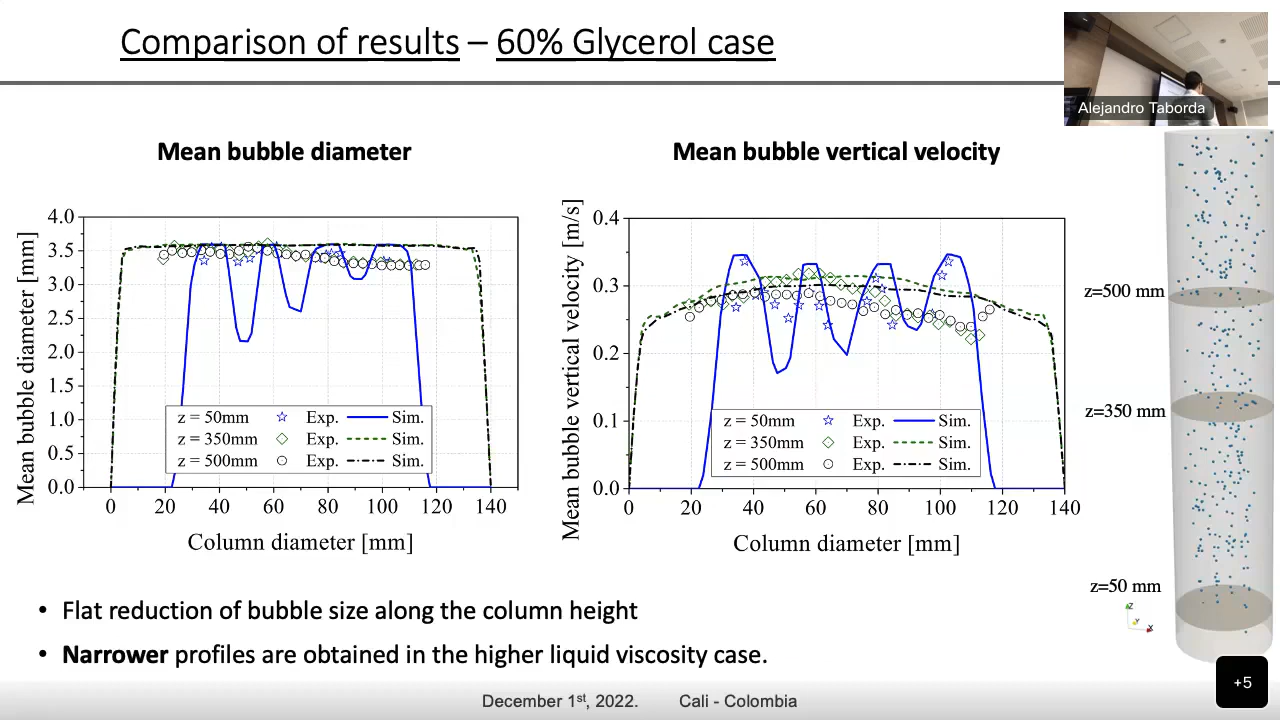 Comparison of results – 60% Glycerol case
Alejandro Taborda
Mean bubble diameter
Mean bubble diameter [mm]
4.0
3.5
3.0
2.5
2.0
1.5
1.0
0.5
0.0
0 20 40 60 80 100 120 140
Column diameter [mm]
z = 50mm Exp. Sim.
z = 350mm Exp. Sim.
z = 500mm Exp. Sim.
Mean bubble vertical velocity
Mean bubble vertical velocity [m/s]
0.4
0.3
0.2
0.1
0.0
0 20 40 60 80 100 120 140
Column diameter [mm]
z = 50mm Exp. Sim.
z = 350mm Exp. Sim.
z = 500mm Exp. Sim.
z=500 mm
z=350 mm
z=50 mm
Z
Y
X
• Flat reduction of bubble size along the column height
• Narrower profiles are obtained in the higher liquid viscosity case.
+5
December 1st, 2022. Cali - Colombia